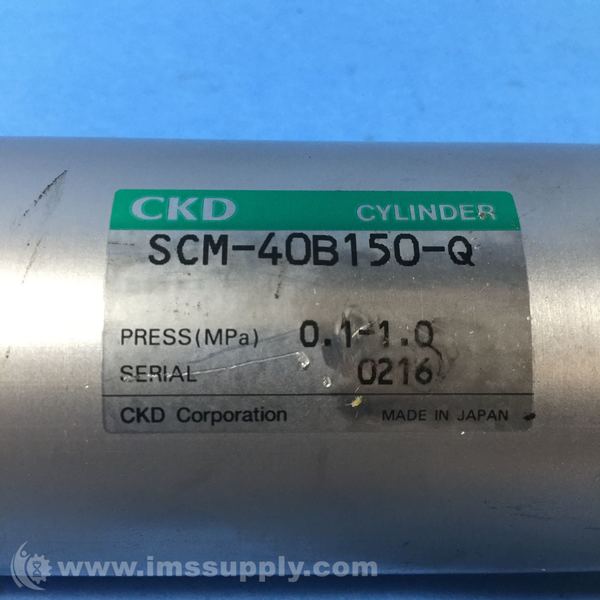 CKD CYLINDER
SCM-40B150-Q
PRESS(MPa) 0.1-1.0
SERIAL 0216
CKD Corporation MADE IN JAPAN
www.imssupply.com